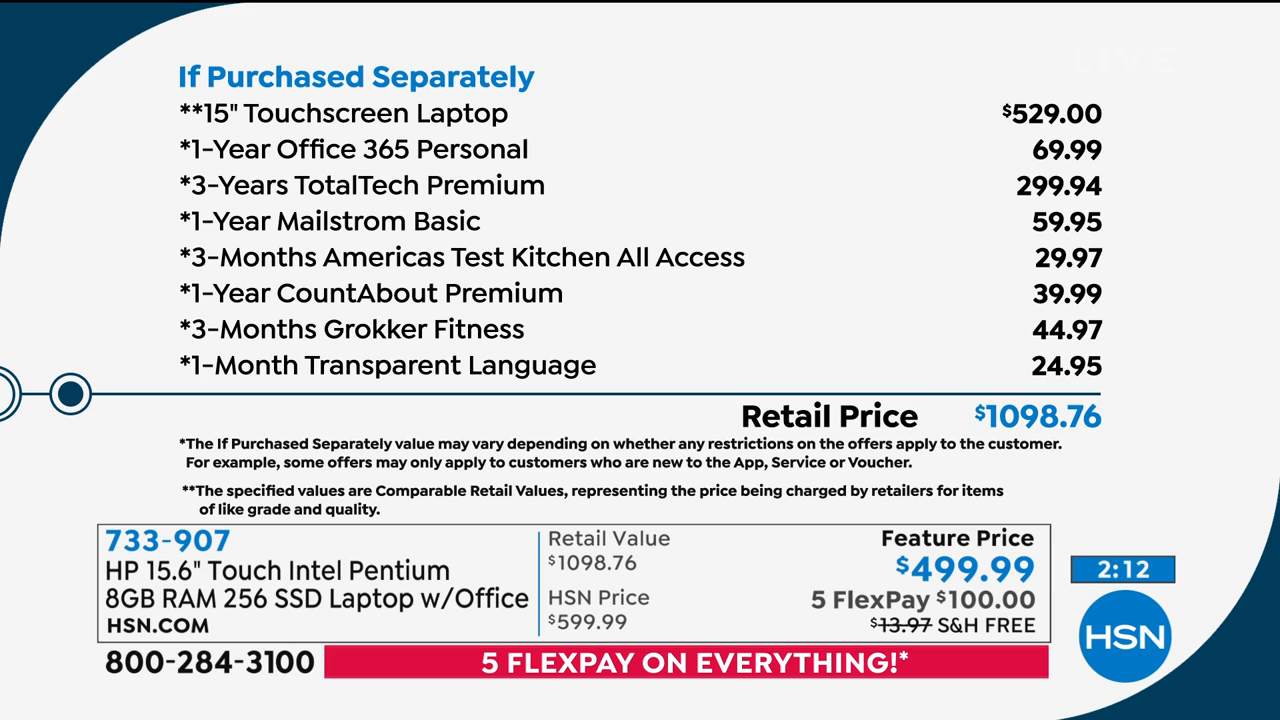 LIVE
If Purchased Separately
**15" Touchscreen Laptop $529.00
*1-Year Office 365 Personal 69.99
*3-Years TotalTech Premium 299.94
*1-Year Mailstrom Basic 59.95
*3-Months Americas Test Kitchen All Access 29.97
*1-Year CountAbout Premium 39.99
*3-Months Grokker Fitness 44.97
*1-Month Transparent Language 24.95
Retail Price $1098.76
*The If Purchased Separately value may vary depending on whether any restrictions on the offers apply to the customer.
For example, some offers may only apply to customers who are new to the App, Service or Voucher.
**The specified values are Comparable Retail Values, representing the price being charged by retailers for items
of like grade and quality.
733-907
HP 15.6" Touch Intel Pentium
8GB RAM 256 SSD Laptop w/Office
HSN.COM
Retail Value
$1098.76
HSN Price
$599.99
Feature Price
$499.99
5 FlexPay $100.00
$13.97 S&H FREE
2:12
HSN
800-284-3100
5 FLEXPAY ON EVERYTHING!*